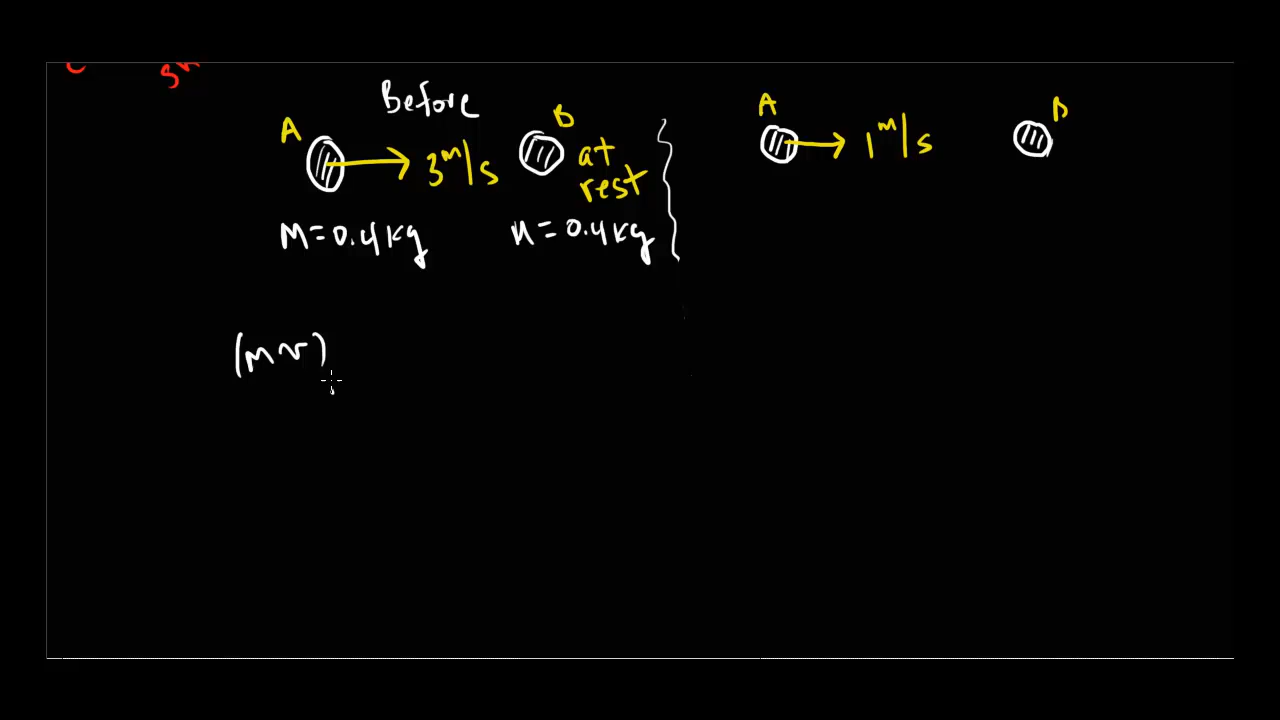 Before
A
3 m/s
B
at
rest
M=0.4kg
M=0.4kg
A
1 m/s
B
(mv)